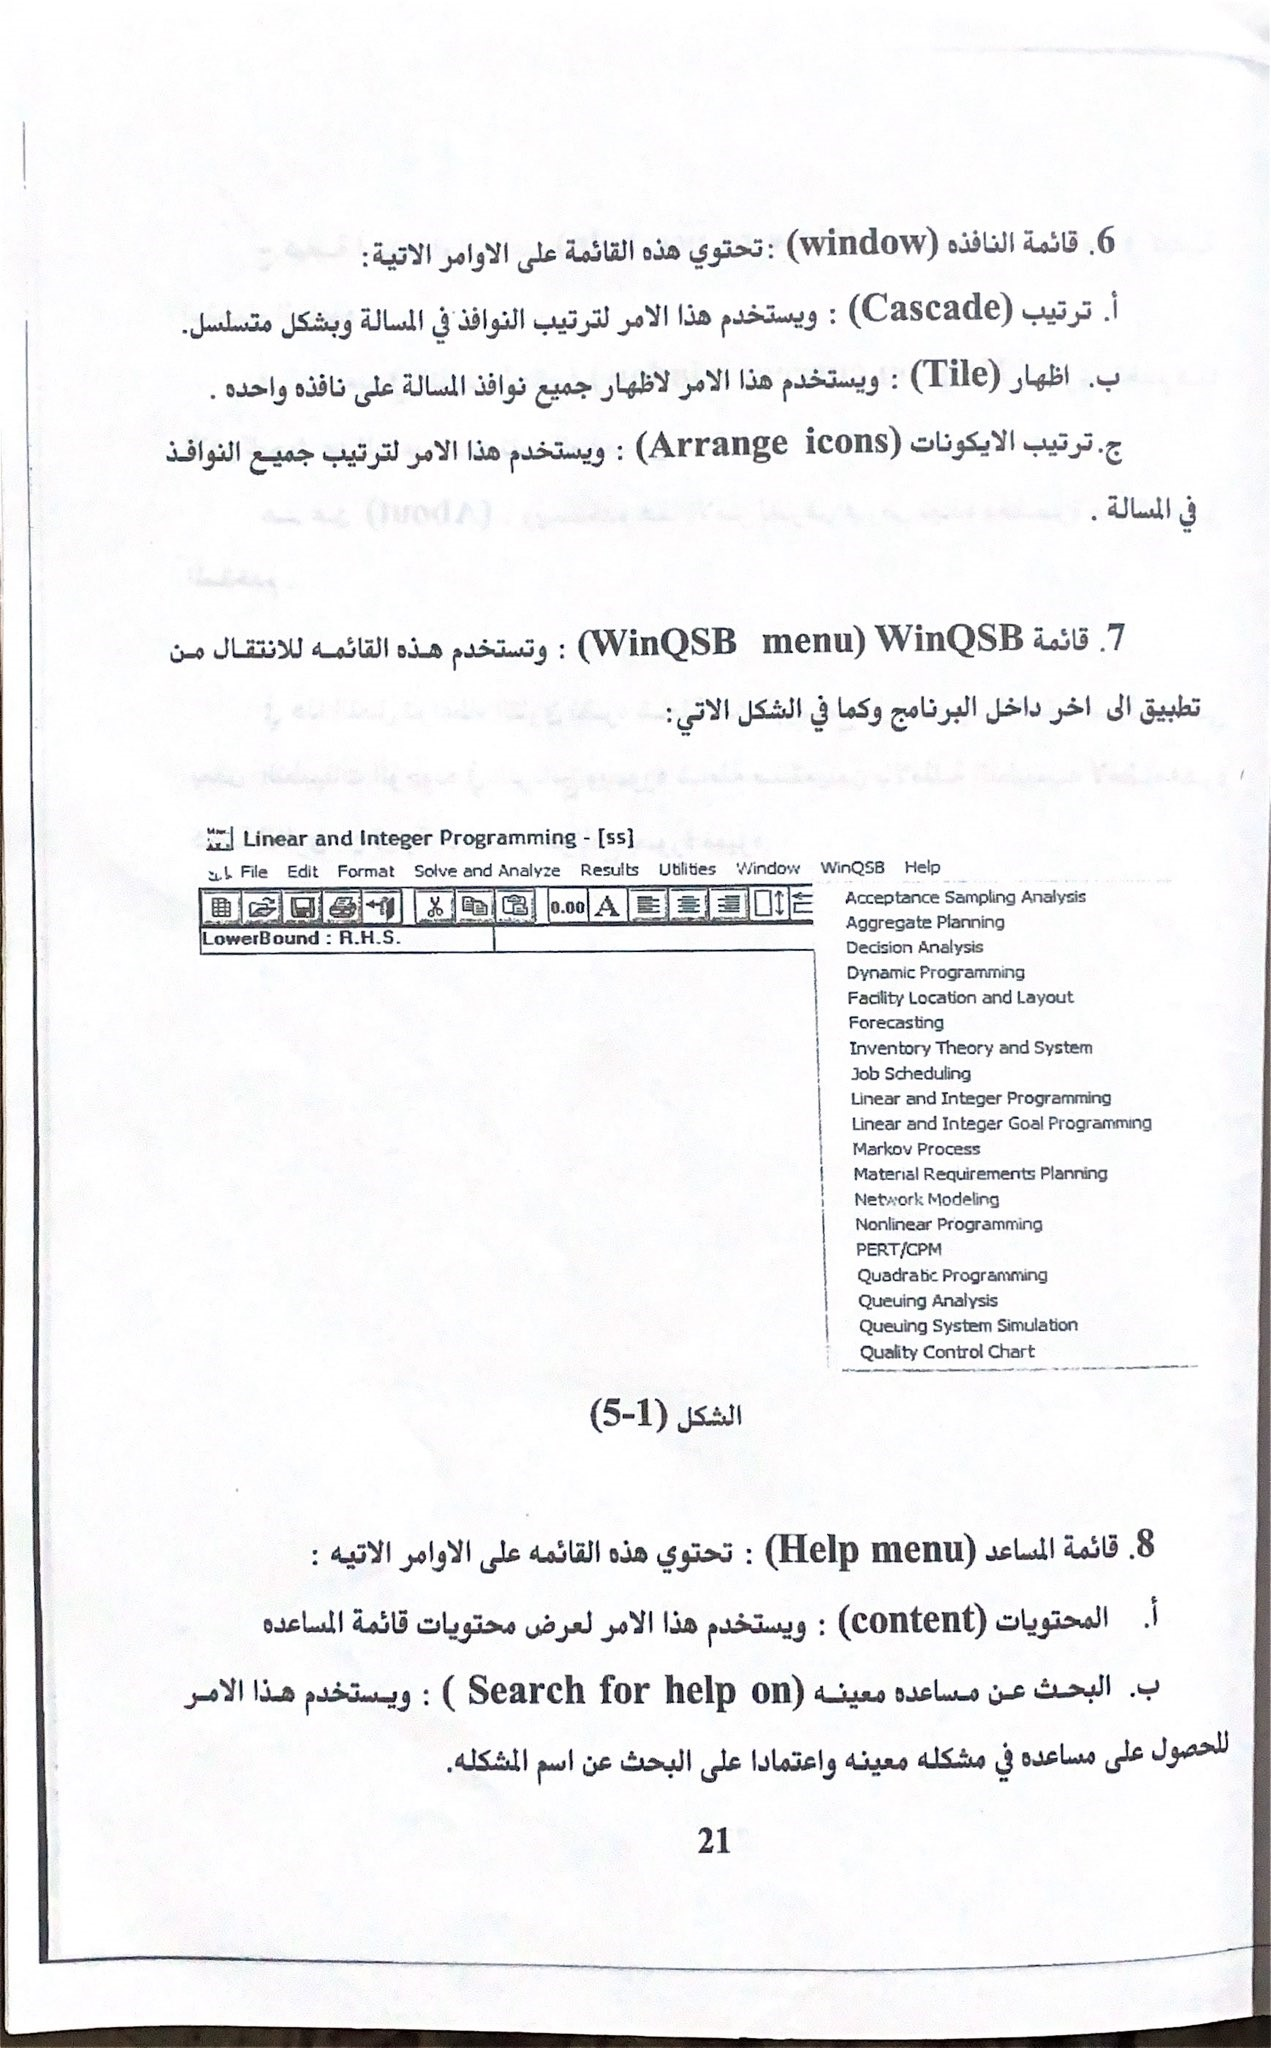 6. قائمة النافذه (window) : تحتوي هذه القائمة على الاوامر الاتية:
أ. ترتيب (Cascade) : ويستخدم هذا الامر لترتيب النوافذ في المسالة وبشكل متسلسل.
ب. اظهار (Tile) : ويستخدم هذا الامر لاظهار جميع نوافذ المسالة على نافذه واحده .
ج. ترتيب الايكونات (Arrange icons) : ويستخدم هذا الامر لترتيب جميع النوافذ
في المسالة .
7. قائمة WinQSB (WinQSB menu) : وتستخدم هذه القائمه للانتقال من
تطبيق الى اخر داخل البرنامج وكما في الشكل الاتي:
Linear and Integer Programming - [ss]
File Edit Format Solve and Analyze Results Utilities Window WinQSB Help
0.00 A
LowerBound : R.H.S.
Acceptance Sampling Analysis
Aggregate Planning
Decision Analysis
Dynamic Programming
Facility Location and Layout
Forecasting
Inventory Theory and System
Job Scheduling
Linear and Integer Programming
Linear and Integer Goal Programming
Markov Process
Material Requirements Planning
Network Modeling
Nonlinear Programming
PERT/CPM
Quadratic Programming
Queuing Analysis
Queuing System Simulation
Quality Control Chart
الشكل (1-5)
8. قائمة المساعد (Help menu) : تحتوي هذه القائمه على الاوامر الاتيه :
أ. المحتويات (content) : ويستخدم هذا الامر لعرض محتويات قائمة المساعده
ب. البحث عن مساعده معينه (Search for help on ) : ويستخدم هذا الامر
للحصول على مساعده في مشكله معينه واعتمادا على البحث عن اسم المشكله.
21